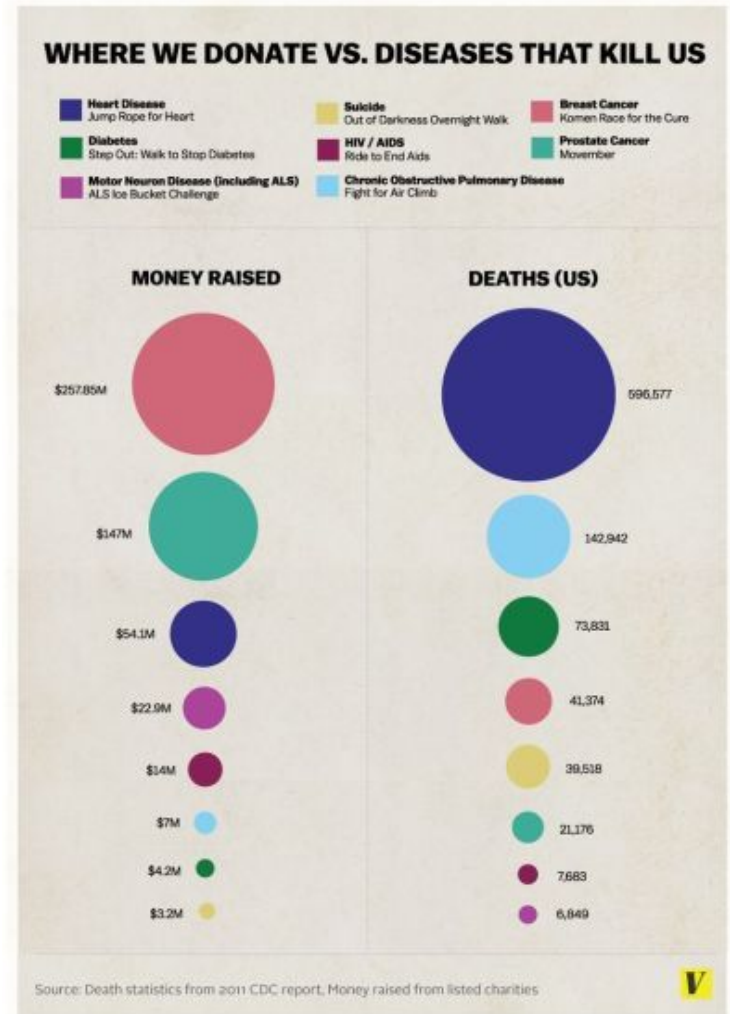 WHERE WE DONATE VS. DISEASES THAT KILL US
Heart Disease
Jump Rope for Heart
Suicide
Out of Darkness Overnight Walk
Breast Cancer
Komen Race for the Cure
Diabetes
Step Out: Walk to Stop Diabetes
HIV / AIDS
Ride to End Aids
Prostate Cancer
Movember
Motor Neuron Disease (including ALS)
ALS Ice Bucket Challenge
Chronic Obstructive Pulmonary Disease
Fight for Air Climb
MONEY RAISED
$257.85M
$147M
$54.1M
$22.9M
$14M
$7M
$4.2M
$3.2M
DEATHS (US)
596,577
142,942
73,831
41,374
39,518
21,176
7,683
6,849
Source: Death statistics from 2011 CDC report, Money raised from listed charities
V